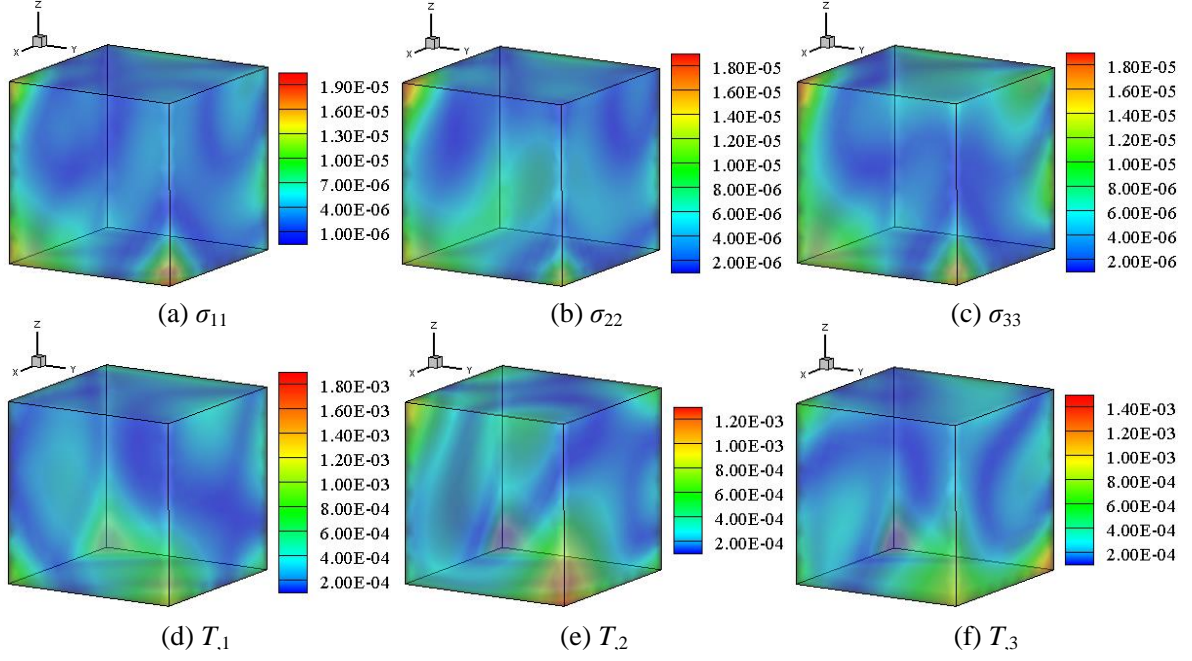 Z
X Y
1.90E-05
1.60E-05
1.30E-05
1.00E-05
7.00E-06
4.00E-06
1.00E-06
(a) σ11
Z
X Y
1.80E-05
1.60E-05
1.40E-05
1.20E-05
1.00E-05
8.00E-06
6.00E-06
4.00E-06
2.00E-06
(b) σ22
Z
X Y
1.80E-05
1.60E-05
1.40E-05
1.20E-05
1.00E-05
8.00E-06
6.00E-06
4.00E-06
2.00E-06
(c) σ33
Z
X Y
1.80E-03
1.60E-03
1.40E-03
1.20E-03
1.00E-03
8.00E-04
6.00E-04
4.00E-04
2.00E-04
(d) T,1
Z
X Y
1.20E-03
1.00E-03
8.00E-04
6.00E-04
4.00E-04
2.00E-04
(e) T,2
Z
X Y
1.40E-03
1.20E-03
1.00E-03
8.00E-04
6.00E-04
4.00E-04
2.00E-04
(f) T,3